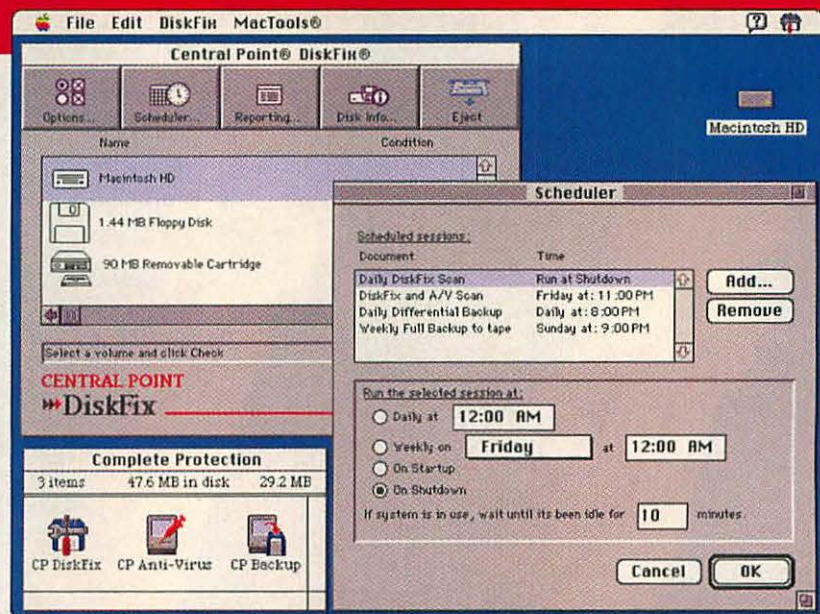 File Edit DiskFix MacTools®
Central Point® DiskFix®
Options... Scheduler... Reporting... Disk Info... Eject
Name Condition
Macintosh HD
1.44 MB Floppy Disk
90 MB Removable Cartridge
Select a volume and click Check
CENTRAL POINT
DiskFix
Macintosh HD
Scheduler
Scheduled sessions:
Document Time
Daily DiskFix Scan Run at Shutdown
DiskFix and A/V Scan Friday at: 11:00 PM
Daily Differential Backup Daily at: 8:00 PM
Weekly Full Backup to tape Sunday at: 9:00 PM
Add...
Remove
Run the selected session at:
Daily at 12:00 AM
Weekly on Friday at 12:00 AM
On Startup
On Shutdown
If system is in use, wait until its been idle for 10 minutes.
Cancel OK
Complete Protection
3 items 47.6 MB in disk 29.2 MB
CP DiskFix CP Anti-Virus CP Backup